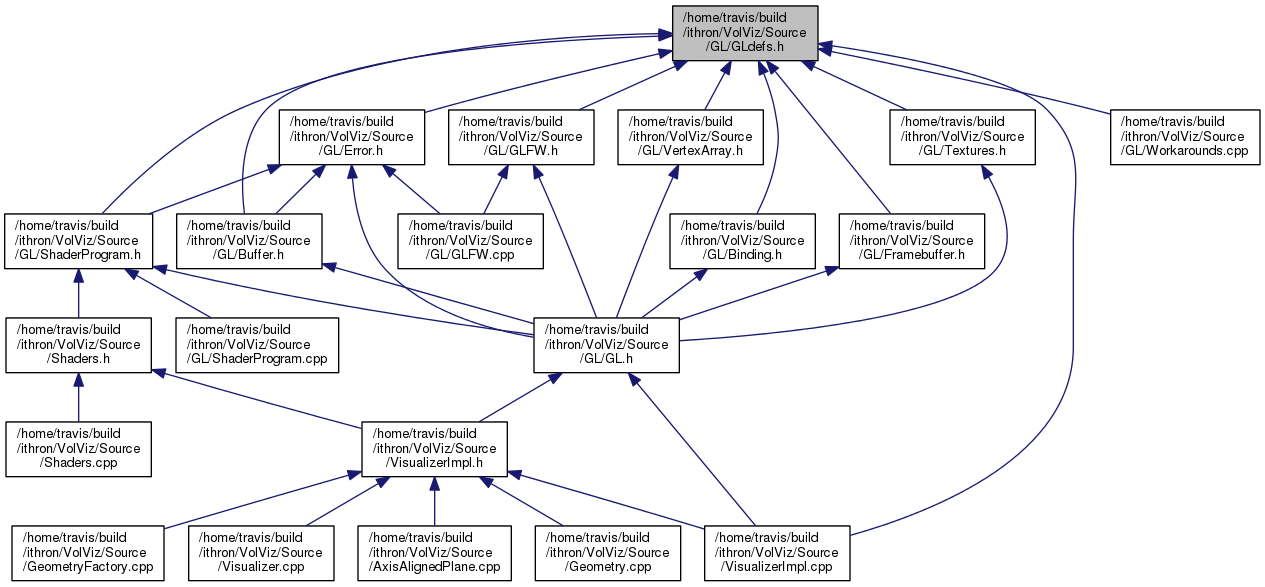 /home/travis/build
/ithron/VolViz/Source
/GL/GLdefs.h
/home/travis/build
/ithron/VolViz/Source
/GL/Error.h
/home/travis/build
/ithron/VolViz/Source
/GL/GLFW.h
/home/travis/build
/ithron/VolViz/Source
/GL/VertexArray.h
/home/travis/build
/ithron/VolViz/Source
/GL/Textures.h
/home/travis/build
/ithron/VolViz/Source
/GL/Workarounds.cpp
/home/travis/build
/ithron/VolViz/Source
/GL/ShaderProgram.h
/home/travis/build
/ithron/VolViz/Source
/GL/Buffer.h
/home/travis/build
/ithron/VolViz/Source
/GL/GLFW.cpp
/home/travis/build
/ithron/VolViz/Source
/GL/Binding.h
/home/travis/build
/ithron/VolViz/Source
/GL/Framebuffer.h
/home/travis/build
/ithron/VolViz/Source
/Shaders.h
/home/travis/build
/ithron/VolViz/Source
/GL/ShaderProgram.cpp
/home/travis/build
/ithron/VolViz/Source
/GL/GL.h
/home/travis/build
/ithron/VolViz/Source
/Shaders.cpp
/home/travis/build
/ithron/VolViz/Source
/VisualizerImpl.h
/home/travis/build
/ithron/VolViz/Source
/GeometryFactory.cpp
/home/travis/build
/ithron/VolViz/Source
/Visualizer.cpp
/home/travis/build
/ithron/VolViz/Source
/AxisAlignedPlane.cpp
/home/travis/build
/ithron/VolViz/Source
/Geometry.cpp
/home/travis/build
/ithron/VolViz/Source
/VisualizerImpl.cpp